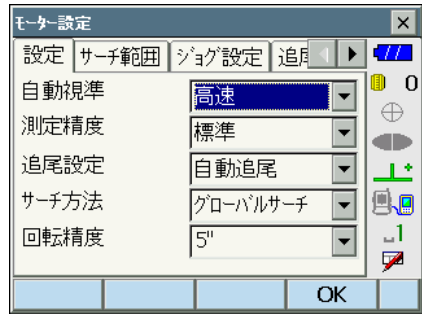 モーター設定
設定 サーチ範囲 ジョグ設定
自動視準 高速
0
測定精度 標準
追尾設定 自動追尾
サーチ方法 グローバルサーチ
回転精度 5"
1
OK